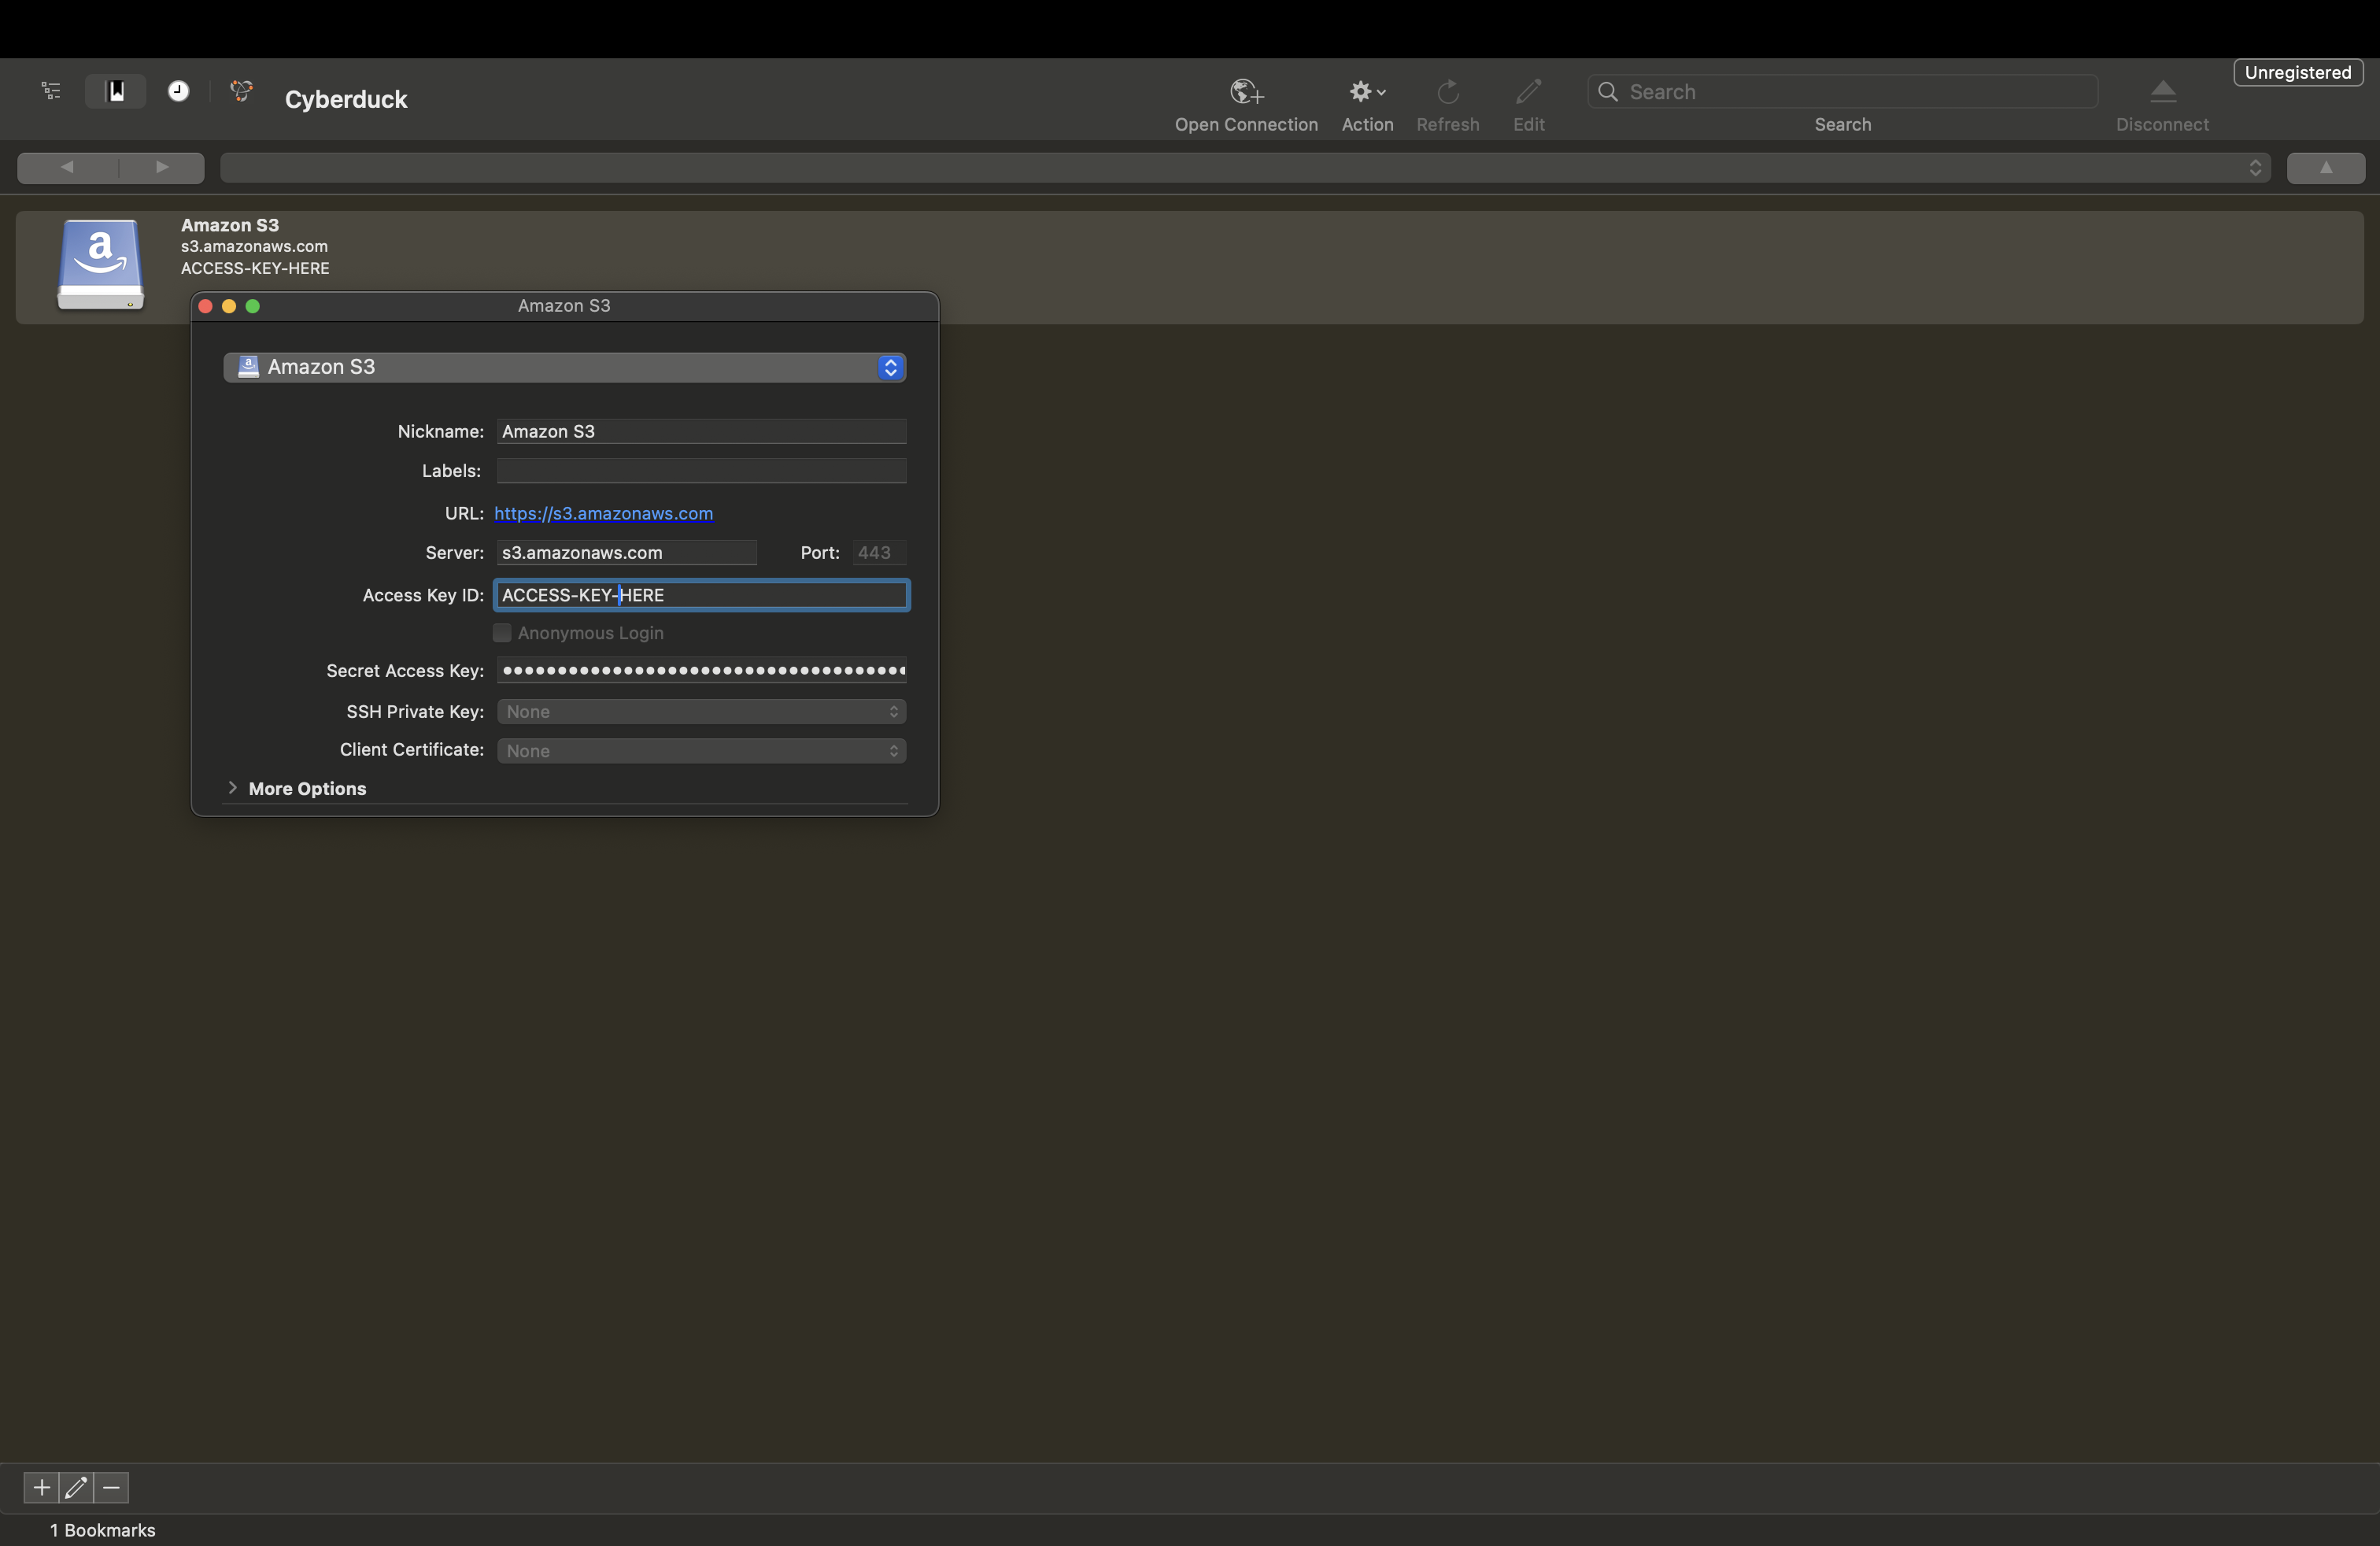 Unregistered
Cyberduck
Open Connection
Action
Refresh
Edit
Search
Search
Disconnect
Amazon S3
s3.amazonaws.com
ACCESS-KEY-HERE
Amazon S3
Amazon S3
Nickname: Amazon S3
Labels:
URL: https://s3.amazonaws.com
Server: s3.amazonaws.com Port: 443
Access Key ID: ACCESS-KEY-HERE
Anonymous Login
Secret Access Key: ●●●●●●●●●●●●●●●●●●●●●●●●●●●●●●●●●●●●●
SSH Private Key: None
Client Certificate: None
More Options
1 Bookmarks